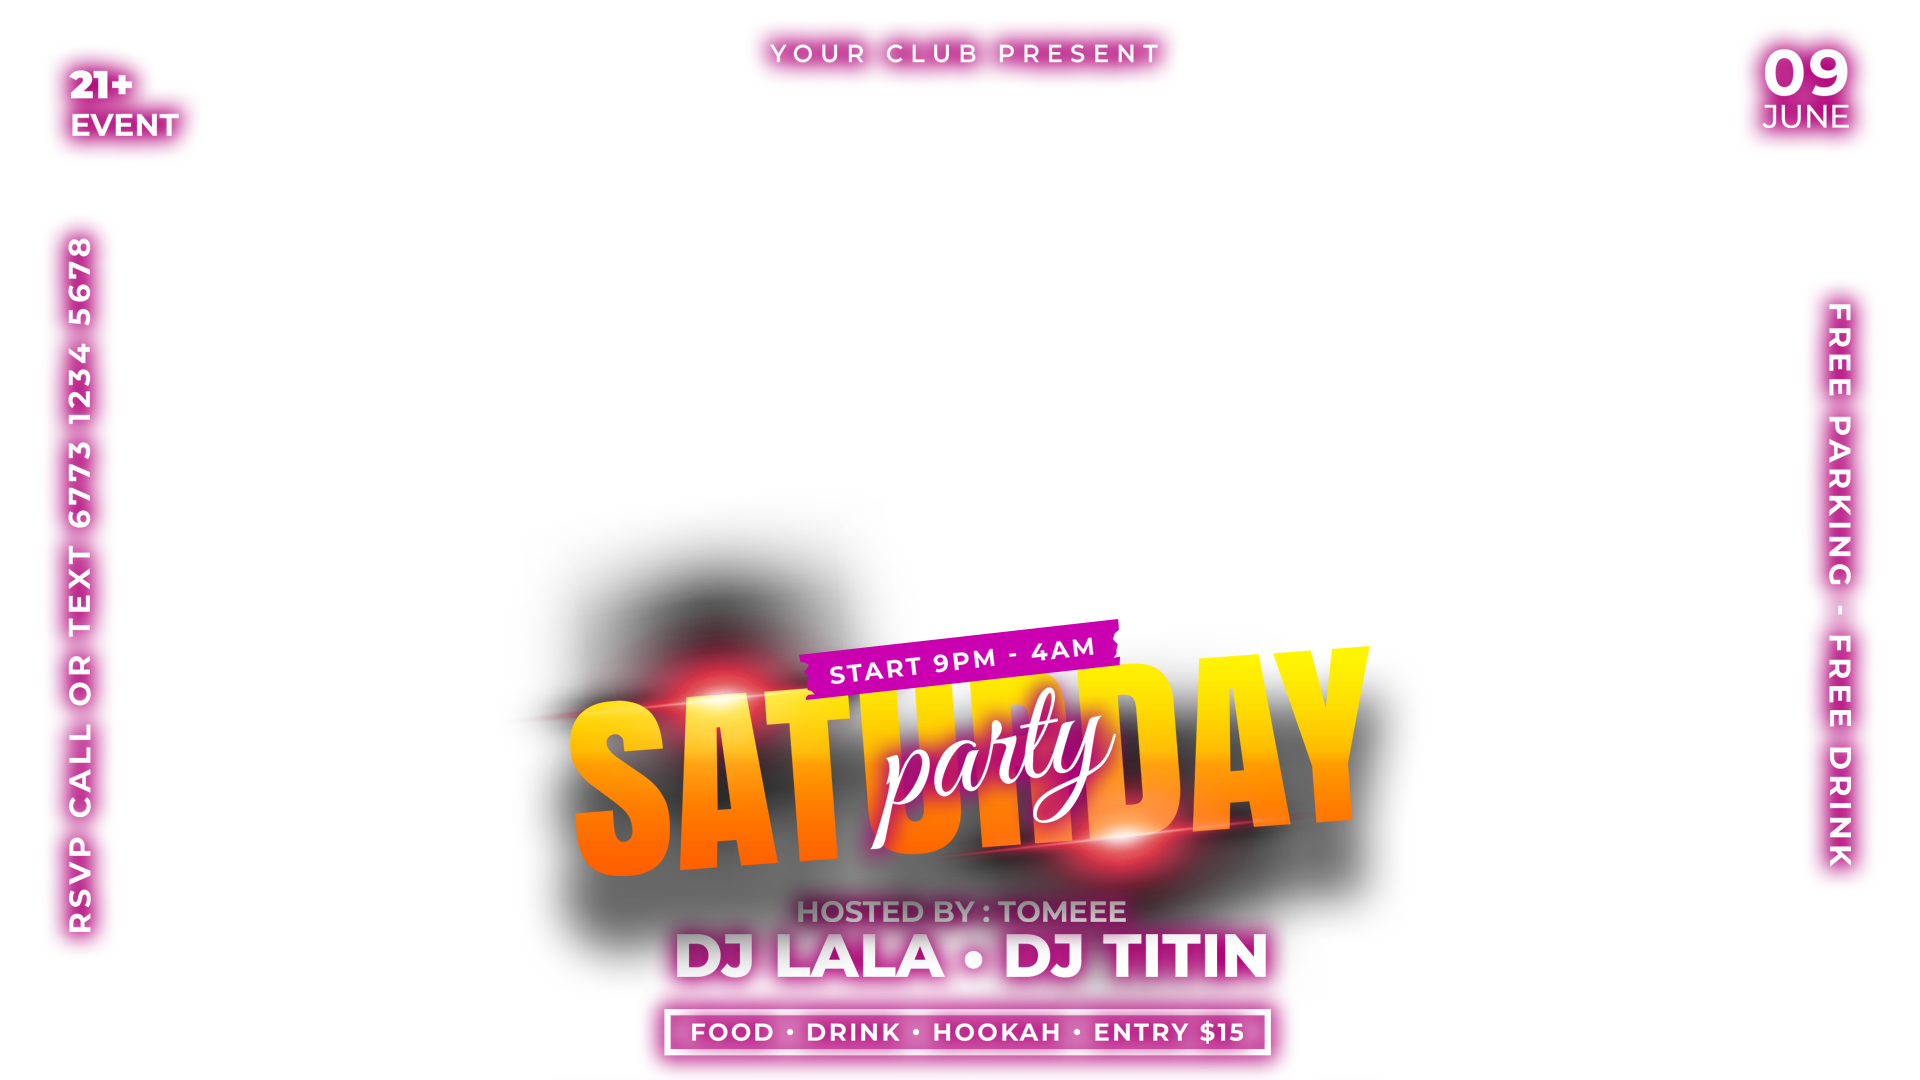 YOUR CLUB PRESENT
21+
EVENT
09
JUNE
RSVP CALL OR TEXT 6773 1234 5678
FREE PARKING - FREE DRINK
START 9PM - 4AM
SATURDAY
party
HOSTED BY : TOMEEE
DJ LALA • DJ TITIN
FOOD • DRINK • HOOKAH • ENTRY $15